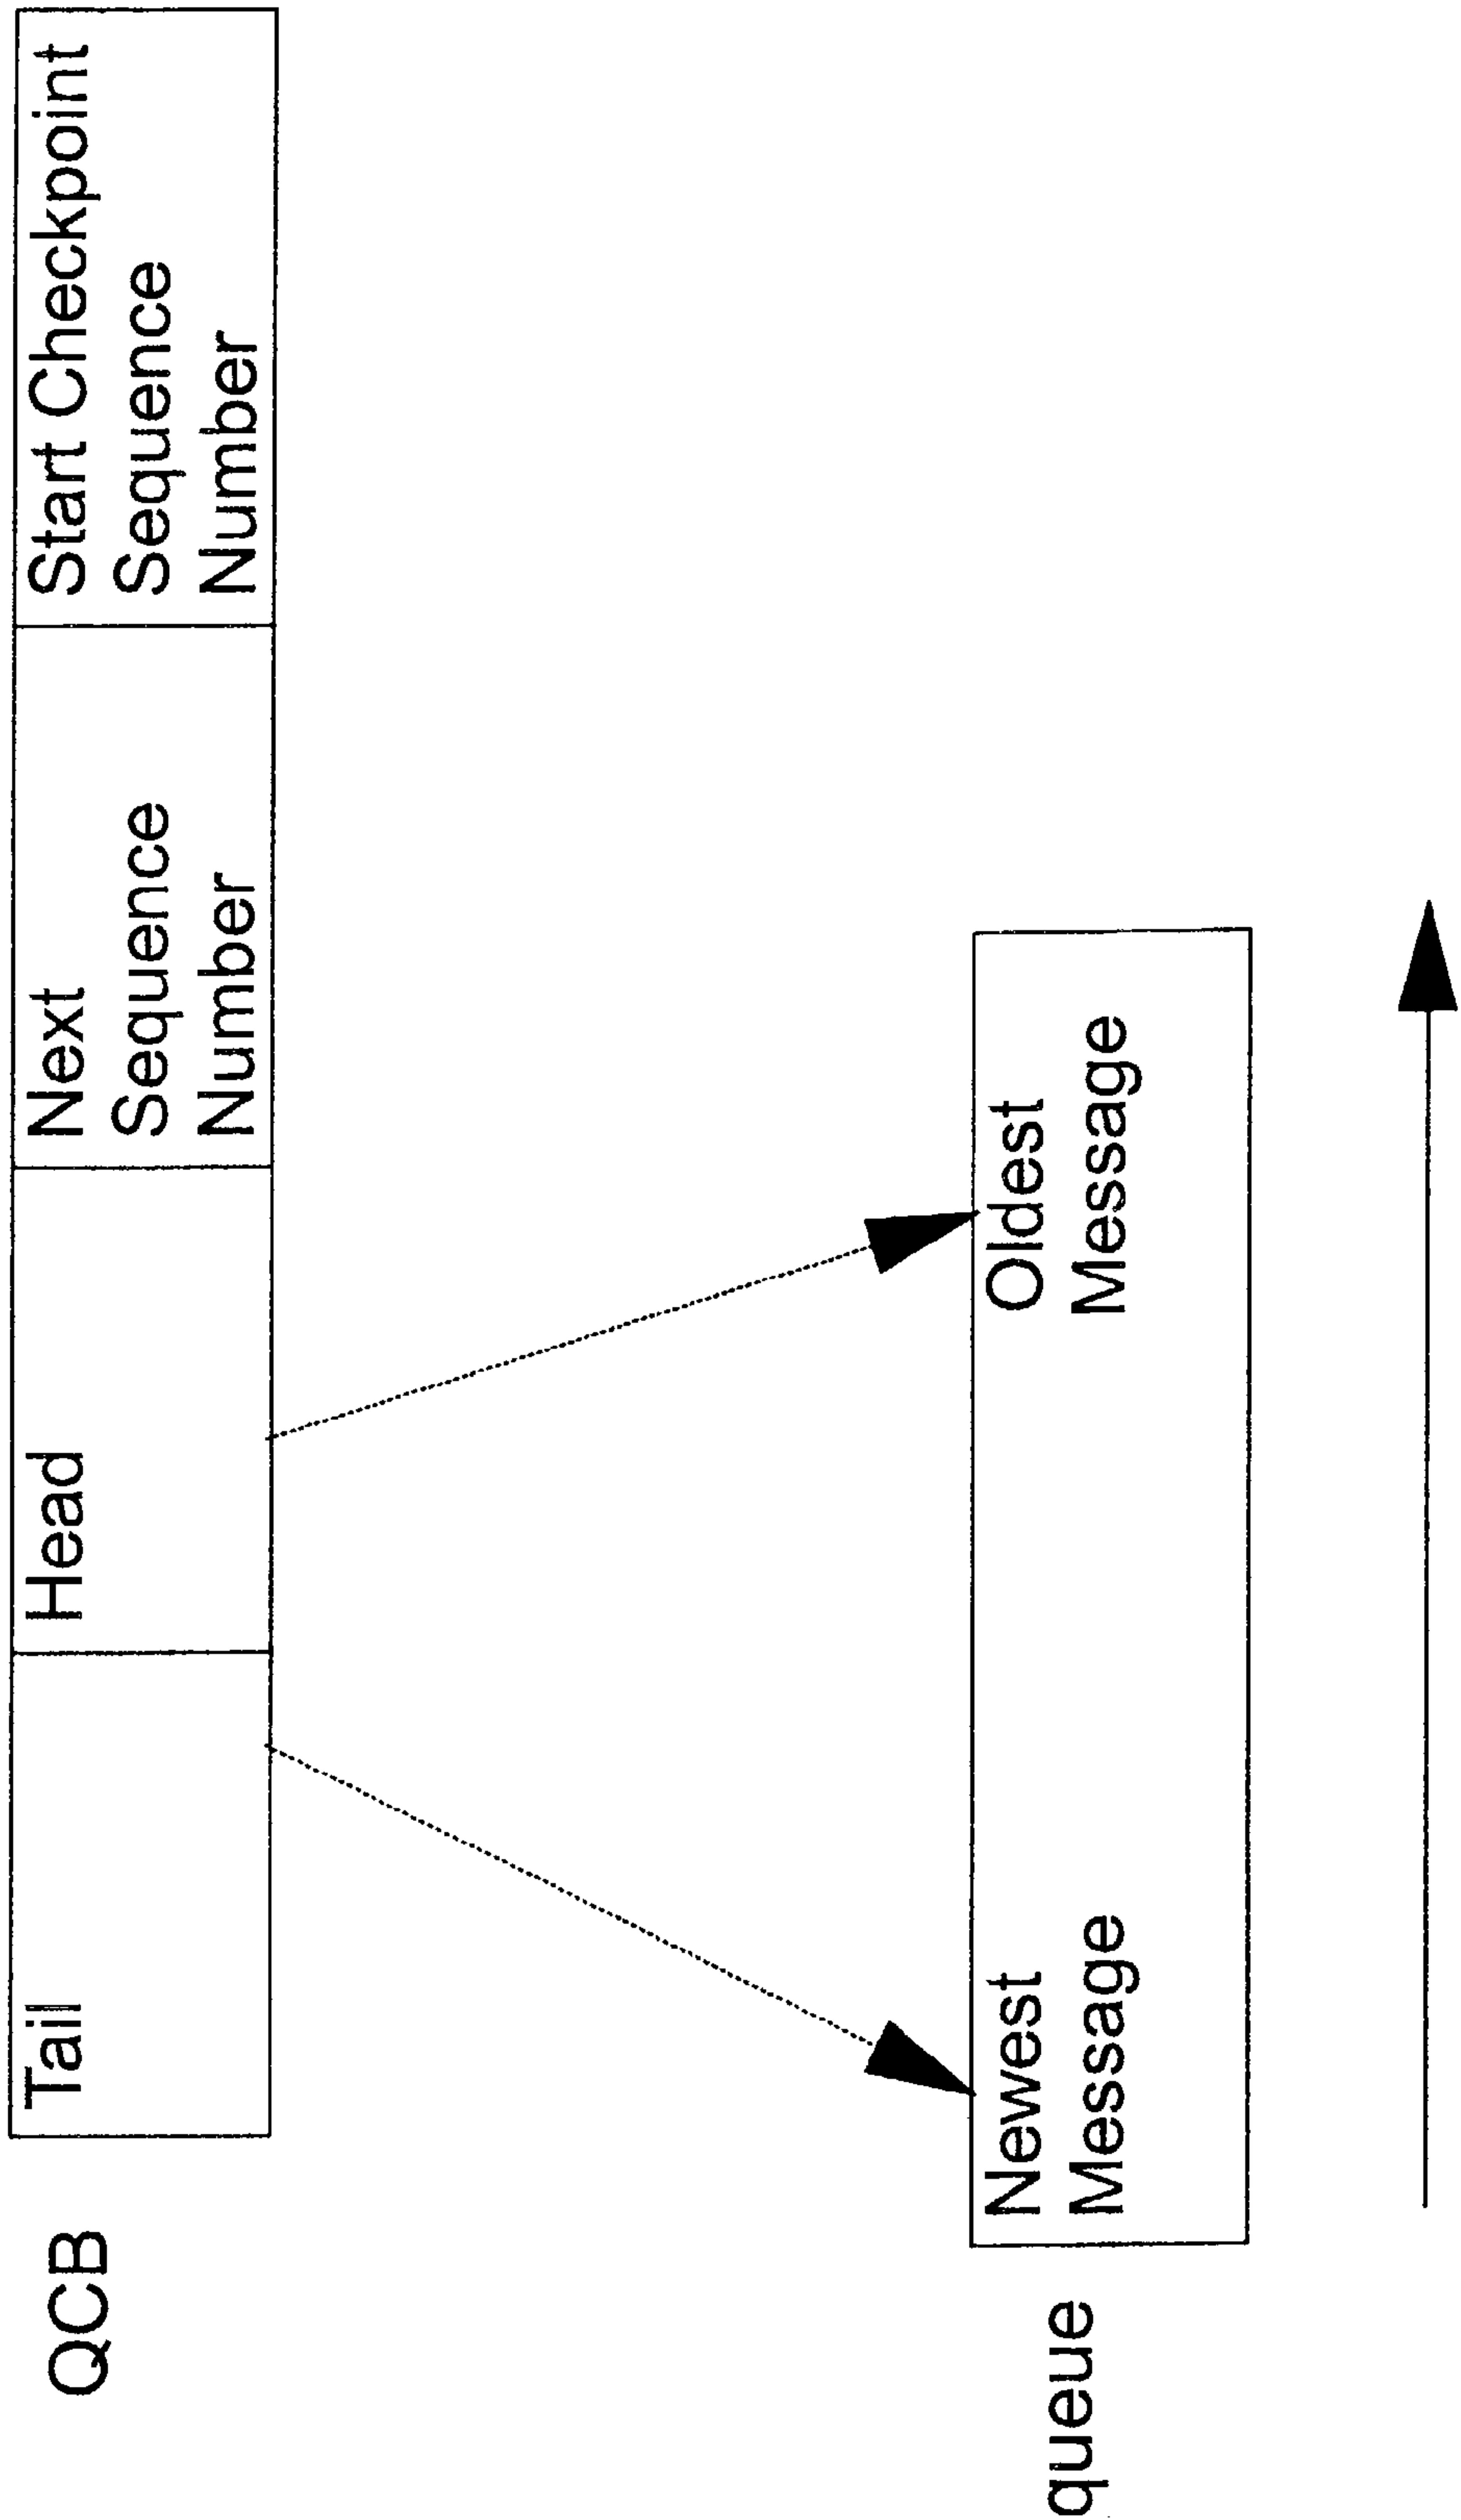 QCB
Tail
Head
Next
Sequence
Number
Start Checkpoint
Sequence
Number
queue
Newest
Message
Oldest
Message